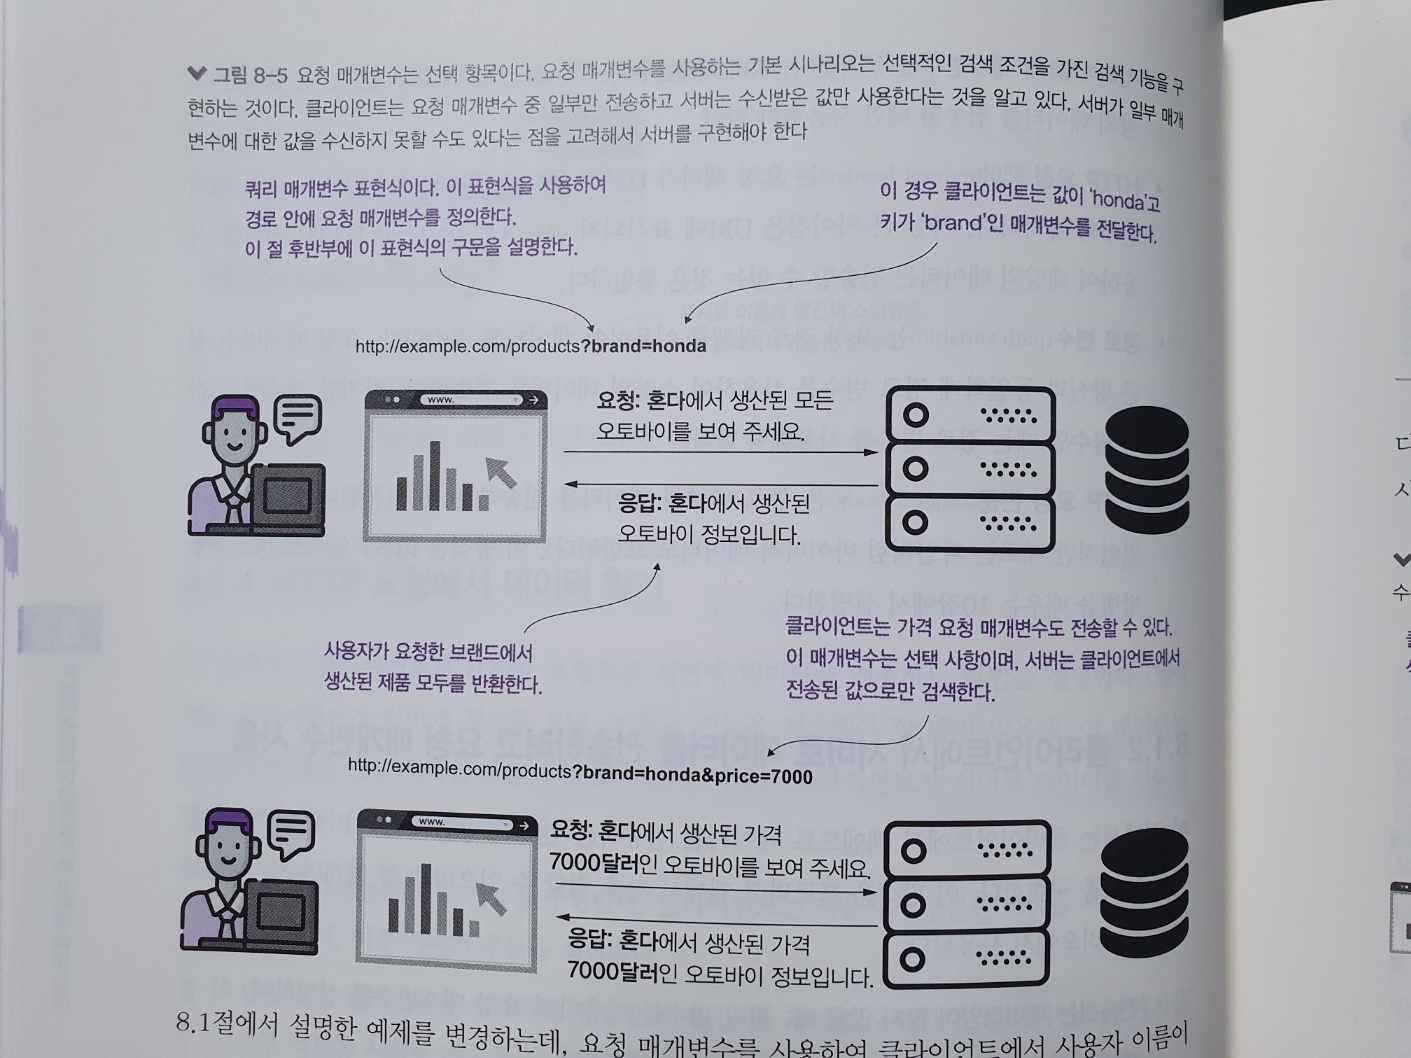 그림 8-5 요청 매개변수는 선택 항목이다. 요청 매개변수를 사용하는 기본 시나리오는 선택적인 검색 조건을 가진 검색 기능을 구
현하는 것이다. 클라이언트는 요청 매개변수 중 일부만 전송하고 서버는 수신받은 값만 사용한다는 것을 알고 있다. 서버가 일부 매개
변수에 대한 값을 수신하지 못할 수도 있다는 점을 고려해서 서버를 구현해야 한다
쿼리 매개변수 표현식이다. 이 표현식을 사용하여
경로 안에 요청 매개변수를 정의한다.
이 절 후반부에 이 표현식의 구문을 설명한다.
이 경우 클라이언트는 값이 ‘honda’고
키가 ‘brand’인 매개변수를 전달한다.
http://example.com/products?brand=honda
www.
요청: 혼다에서 생산된 모든
오토바이를 보여 주세요.
응답: 혼다에서 생산된
오토바이 정보입니다.
사용자가 요청한 브랜드에서
생산된 제품 모두를 반환한다.
클라이언트는 가격 요청 매개변수도 전송할 수 있다.
이 매개변수는 선택 사항이며, 서버는 클라이언트에서
전송된 값으로만 검색한다.
http://example.com/products?brand=honda&price=7000
www.
요청: 혼다에서 생산된 가격
7000달러인 오토바이를 보여 주세요.
응답: 혼다에서 생산된 가격
7000달러인 오토바이 정보입니다.
8.1절에서 설명한 예제를 변경하는데, 요청 매개변수를 사용하여 클라이언트에서 사용자 이름이